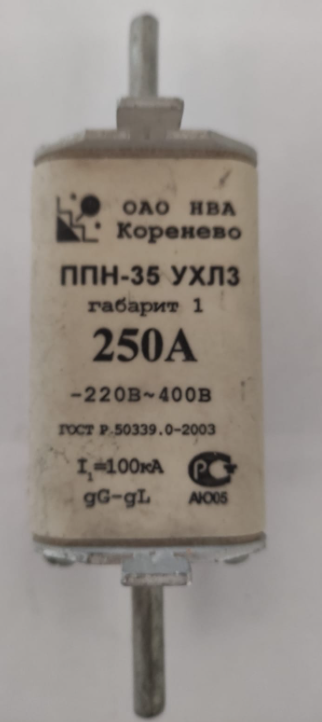 ОАО НВА
Коренево
ППН-35 УХЛ3
габарит 1
250А
-220В~400В
ГОСТ Р 50339.0-2003
I₁=100кА
gG-gL
РСТ
АЮ05